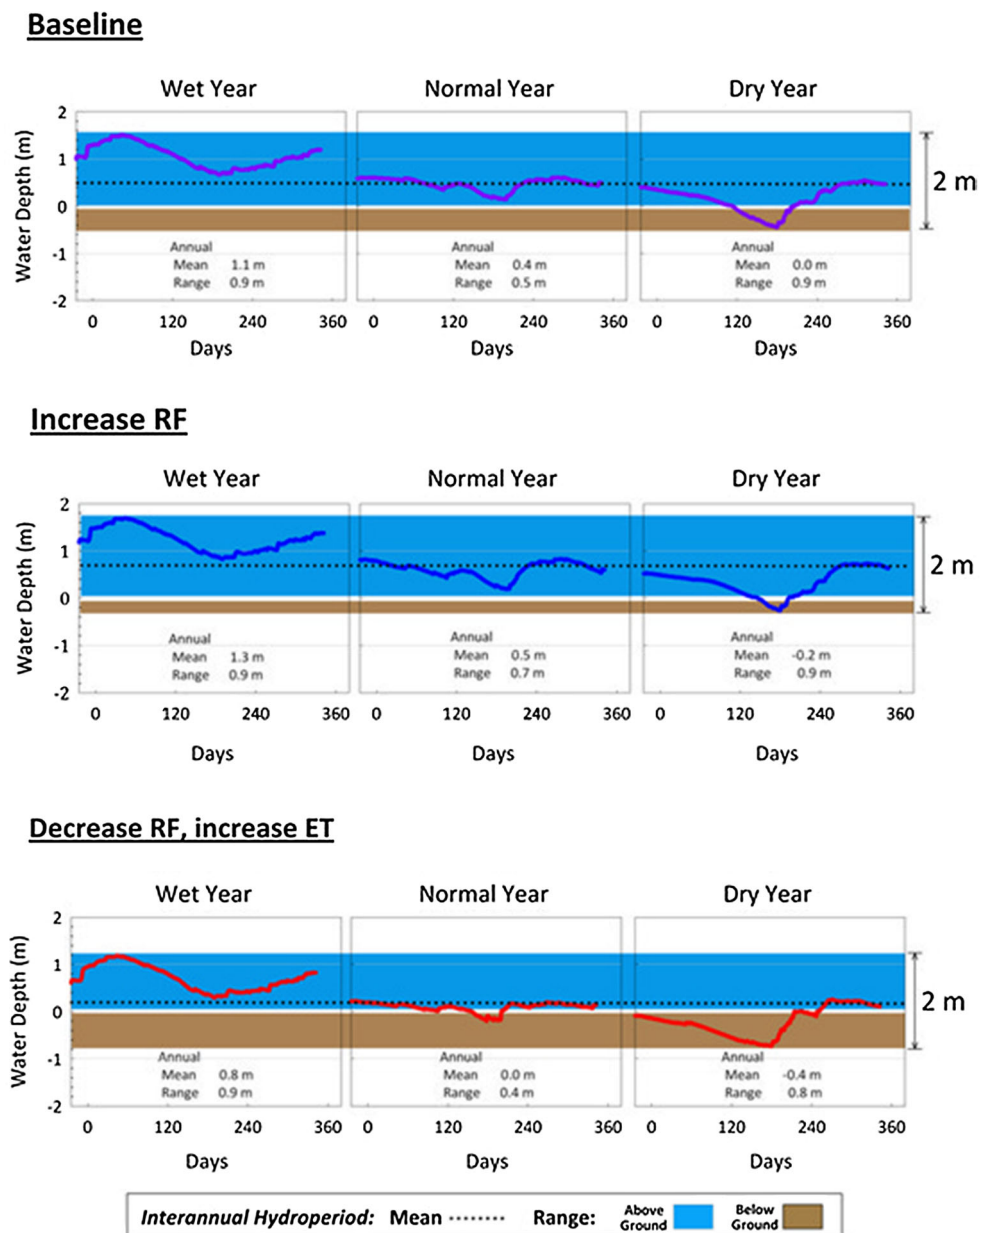 Baseline
Wet Year Normal Year Dry Year
Water Depth (m)
2
1
0
-1
-2
2 m
Annual Annual Annual
Mean 1.1 m Mean 0.4 m Mean 0.0 m
Range 0.9 m Range 0.5 m Range 0.9 m
0 120 240 360 0 120 240 360 0 120 240 360
Days Days Days
Increase RF
Wet Year Normal Year Dry Year
Water Depth (m)
2
1
0
-1
-2
2 m
Annual Annual Annual
Mean 1.3 m Mean 0.5 m Mean -0.2 m
Range 0.9 m Range 0.7 m Range 0.9 m
0 120 240 360 0 120 240 360 0 120 240 360
Days Days Days
Decrease RF, increase ET
Wet Year Normal Year Dry Year
Water Depth (m)
2
1
0
-1
-2
2 m
Annual Annual Annual
Mean 0.8 m Mean 0.0 m Mean -0.4 m
Range 0.9 m Range 0.4 m Range 0.8 m
0 120 240 360 0 120 240 360 0 120 240 360
Days Days Days
Interannual Hydroperiod: Mean Range: Above Ground Below Ground